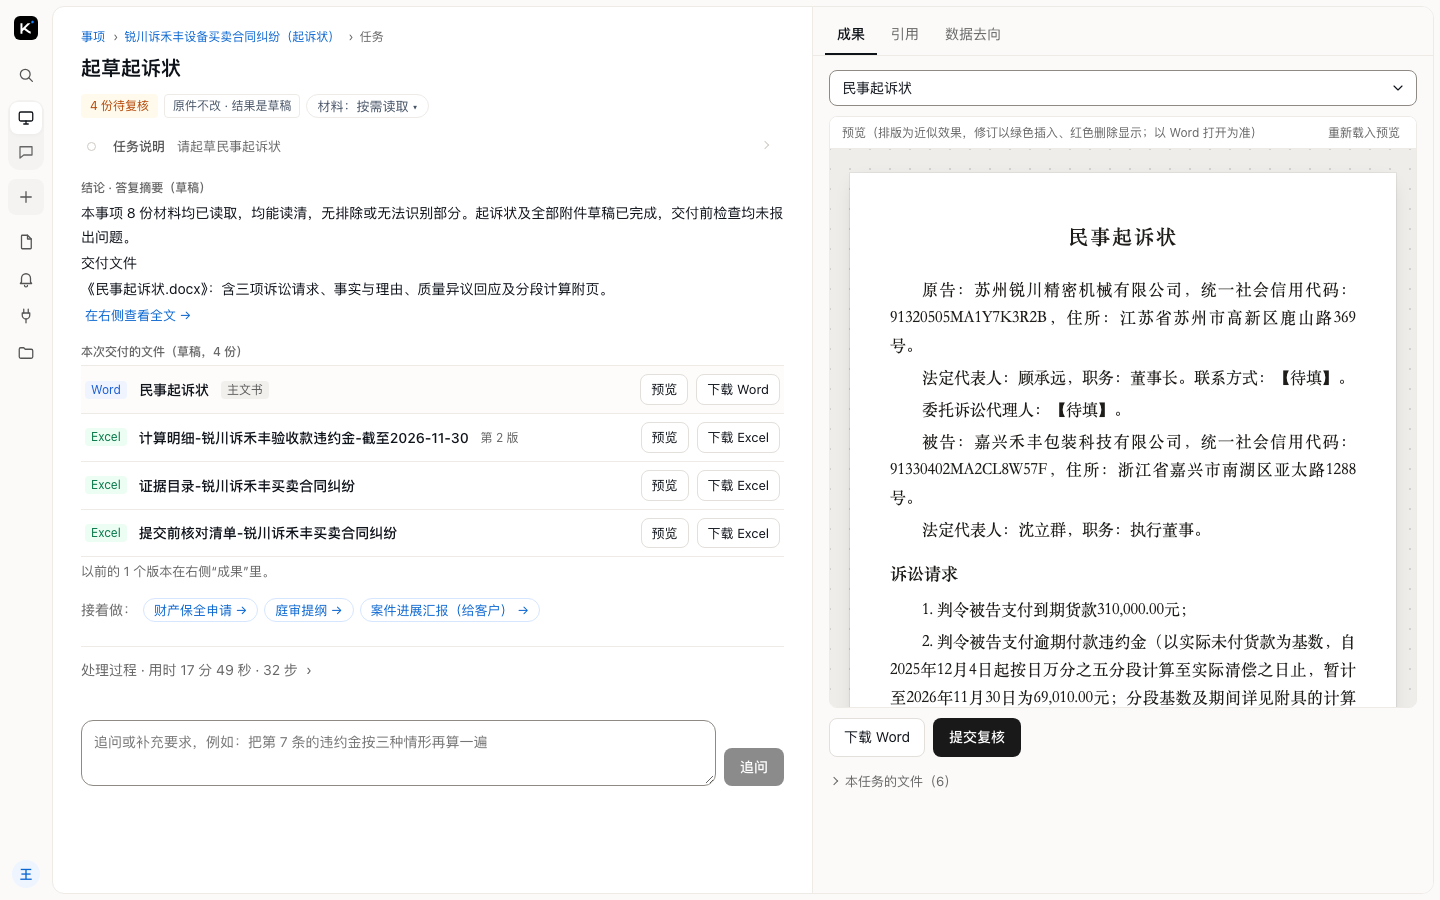 事项 › 锐川诉禾丰设备买卖合同纠纷（起诉状） › 任务
起草起诉状
4 份待复核 原件不改 · 结果是草稿 材料：按需读取
任务说明 请起草民事起诉状
结论 · 答复摘要（草稿）
本事项 8 份材料均已读取，均能读清，无排除或无法识别部分。起诉状及全部附件草稿已完成，交付前检查均未报
出问题。
交付文件
《民事起诉状.docx》：含三项诉讼请求、事实与理由、质量异议回应及分段计算附页。
在右侧查看全文 →
本次交付的文件（草稿，4 份）
Word 民事起诉状 主文书 预览 下载 Word
Excel 计算明细-锐川诉禾丰验收款违约金-截至2026-11-30 第 2 版 预览 下载 Excel
Excel 证据目录-锐川诉禾丰买卖合同纠纷 预览 下载 Excel
Excel 提交前核对清单-锐川诉禾丰买卖合同纠纷 预览 下载 Excel
以前的 1 个版本在右侧“成果”里。
接着做： 财产保全申请 → 庭审提纲 → 案件进展汇报（给客户） →
处理过程 · 用时 17 分 49 秒 · 32 步 ›
追问或补充要求，例如：把第 7 条的违约金按三种情形再算一遍
追问
王
成果 引用 数据去向
民事起诉状
预览（排版为近似效果，修订以绿色插入、红色删除显示；以 Word 打开为准） 重新载入预览
民事起诉状
原告：苏州锐川精密机械有限公司，统一社会信用代码：
91320505MA1Y7K3R2B，住所：江苏省苏州市高新区鹿山路369
号。
法定代表人：顾承远，职务：董事长。联系方式：【待填】。
委托诉讼代理人：【待填】。
被告：嘉兴禾丰包装科技有限公司，统一社会信用代码：
91330402MA2CL8W57F，住所：浙江省嘉兴市南湖区亚太路1288
号。
法定代表人：沈立群，职务：执行董事。
诉讼请求
1. 判令被告支付到期货款310,000.00元；
2. 判令被告支付逾期付款违约金（以实际未付货款为基数，自
2025年12月4日起按日万分之五分段计算至实际清偿之日止，暂计
至2026年11月30日为69,010.00元；分段基数及期间详见附具的计算
下载 Word 提交复核
本任务的文件（6）